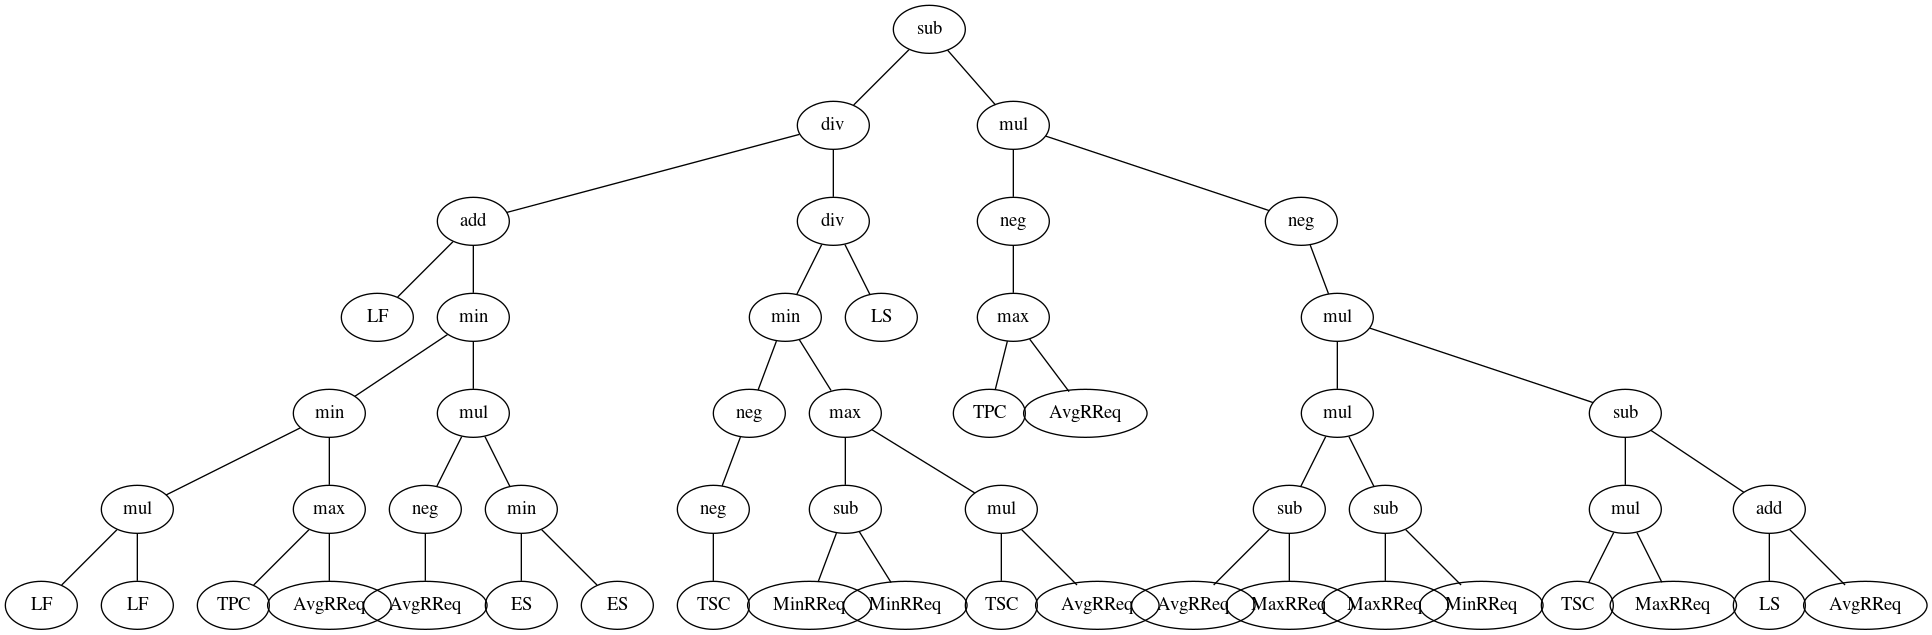 sub
div mul
add div neg neg
LF min min LS max mul
min mul neg max TPC AvgRReq mul sub
mul max neg min neg sub mul sub sub mul add
LF LF TPC AvgRReq AvgRReq ES ES TSC MinRReq MinRReq TSC AvgRReq AvgRReq MaxRReq MaxRReq MinRReq TSC MaxRReq LS AvgRReq